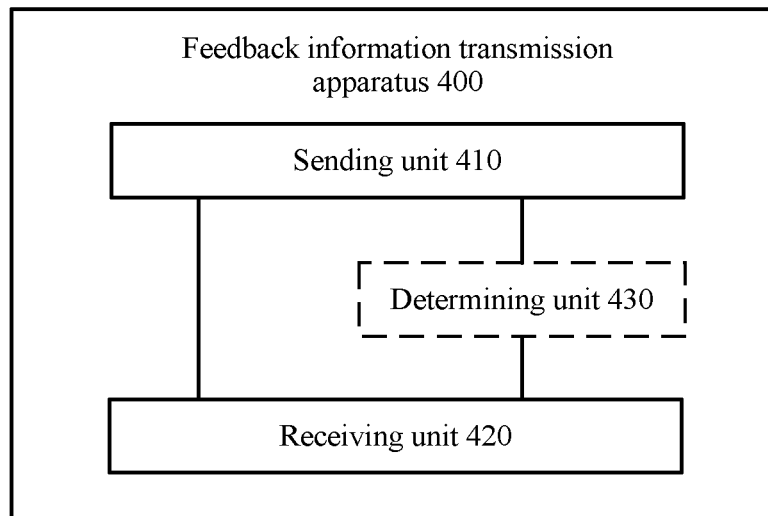 Feedback information transmission
apparatus 400
Sending unit 410
Determining unit 430
Receiving unit 420